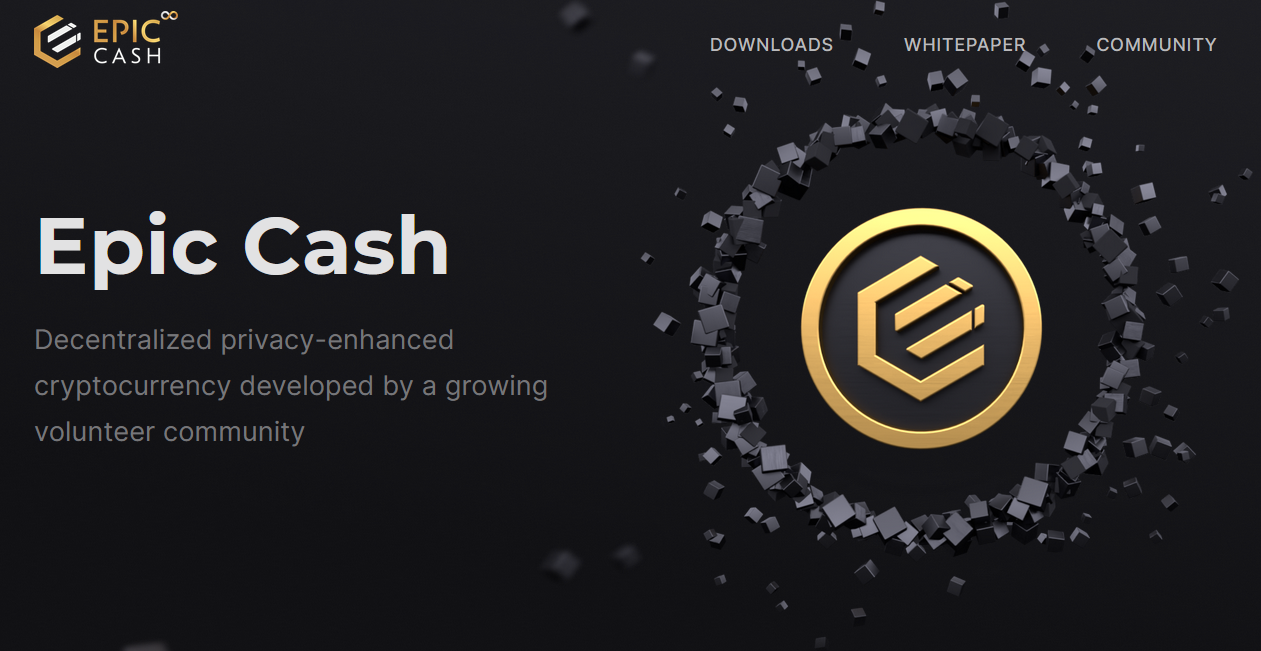 EPIC∞
CASH
DOWNLOADS WHITEPAPER COMMUNITY
Epic Cash
Decentralized privacy-enhanced
cryptocurrency developed by a growing
volunteer community